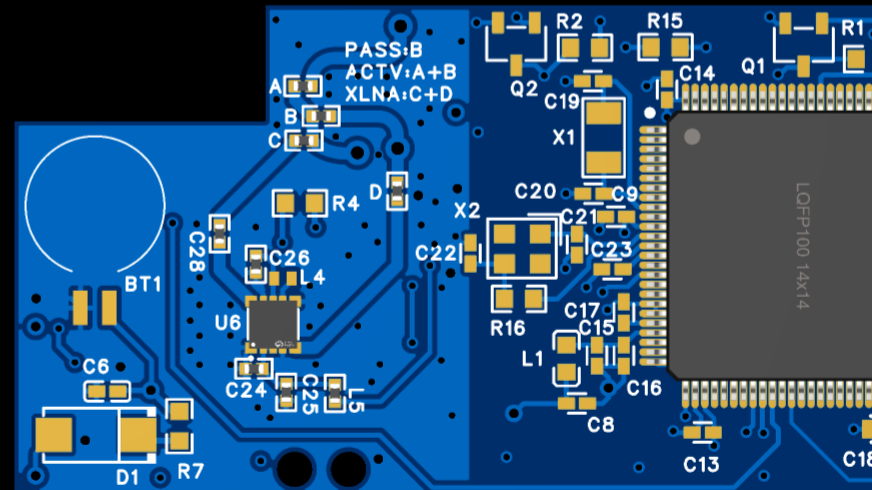 PASS:B
ACTV:A+B
XLNA:C+D
A
B
C
D
R4
C28
C26
L4
U6
BT1
C6
D1
R7
C24
C25
L5
R2
R15
R1
Q2
Q1
C19
C14
X1
C20
C9
X2
C21
C22
C23
R16
C17
C15
L1
C16
C8
C13
C18
LQFP100 14x14